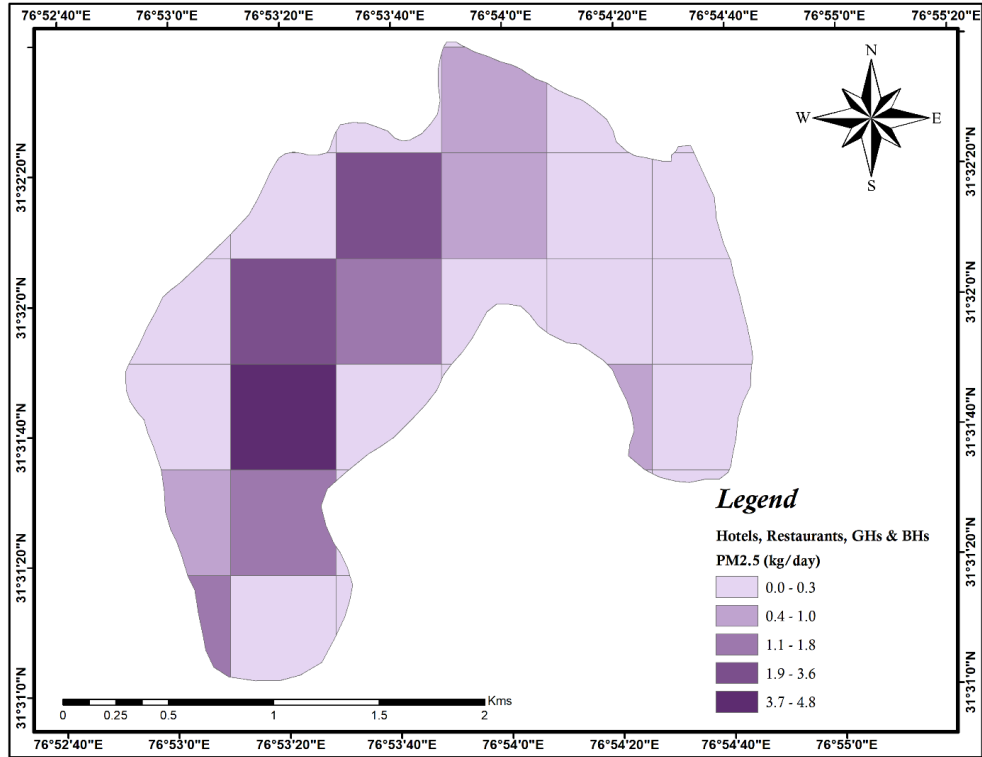 76°52'40"E 76°53'0"E 76°53'20"E 76°53'40"E 76°54'0"E 76°54'20"E 76°54'40"E 76°55'0"E 76°55'20"E
N
W E
S
31°32'20"N 31°32'20"N
31°32'0"N 31°32'0"N
31°31'40"N 31°31'40"N
31°31'20"N 31°31'20"N
31°31'0"N 31°31'0"N
Legend
Hotels, Restaurants, GHs & BHs
PM2.5 (kg/day)
0.0 - 0.3
0.4 - 1.0
1.1 - 1.8
1.9 - 3.6
3.7 - 4.8
Kms
0 0.25 0.5 1 1.5 2
76°52'40"E 76°53'0"E 76°53'20"E 76°53'40"E 76°54'0"E 76°54'20"E 76°54'40"E 76°55'0"E